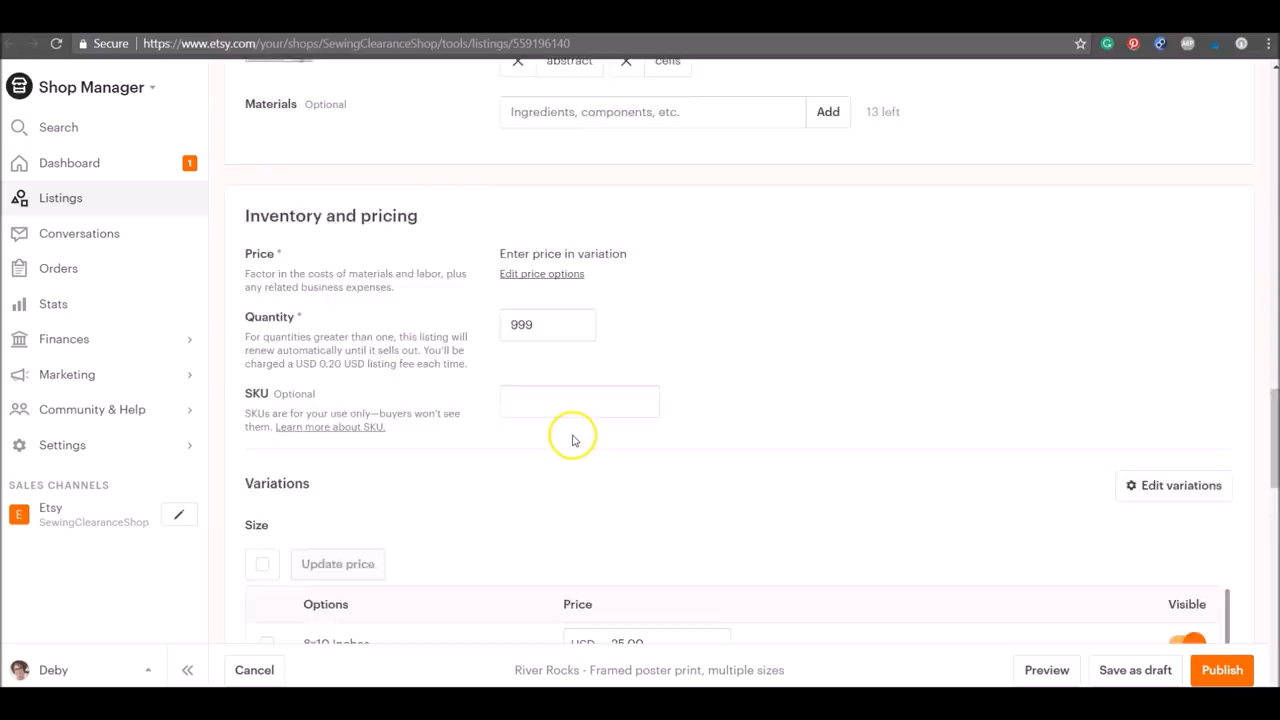 Secure https://www.etsy.com/your/shops/SewingClearanceShop/tools/listings/559196140
ABP
Shop Manager
Search
Dashboard 1
Listings
Conversations
Orders
Stats
Finances
Marketing
Community & Help
Settings
SALES CHANNELS
E Etsy
SewingClearanceShop
Deby
abstract cells
Materials Optional Ingredients, components, etc. Add 13 left
Inventory and pricing
Price * Enter price in variation
Factor in the costs of materials and labor, plus Edit price options
any related business expenses.
Quantity * 999
For quantities greater than one, this listing will
renew automatically until it sells out. You'll be
charged a USD 0.20 USD listing fee each time.
SKU Optional
SKUs are for your use only—buyers won't see
them. Learn more about SKU.
Variations Edit variations
Size
Update price
Options Price Visible
8x10 Inches USD 25.00
Cancel River Rocks - Framed poster print, multiple sizes Preview Save as draft Publish